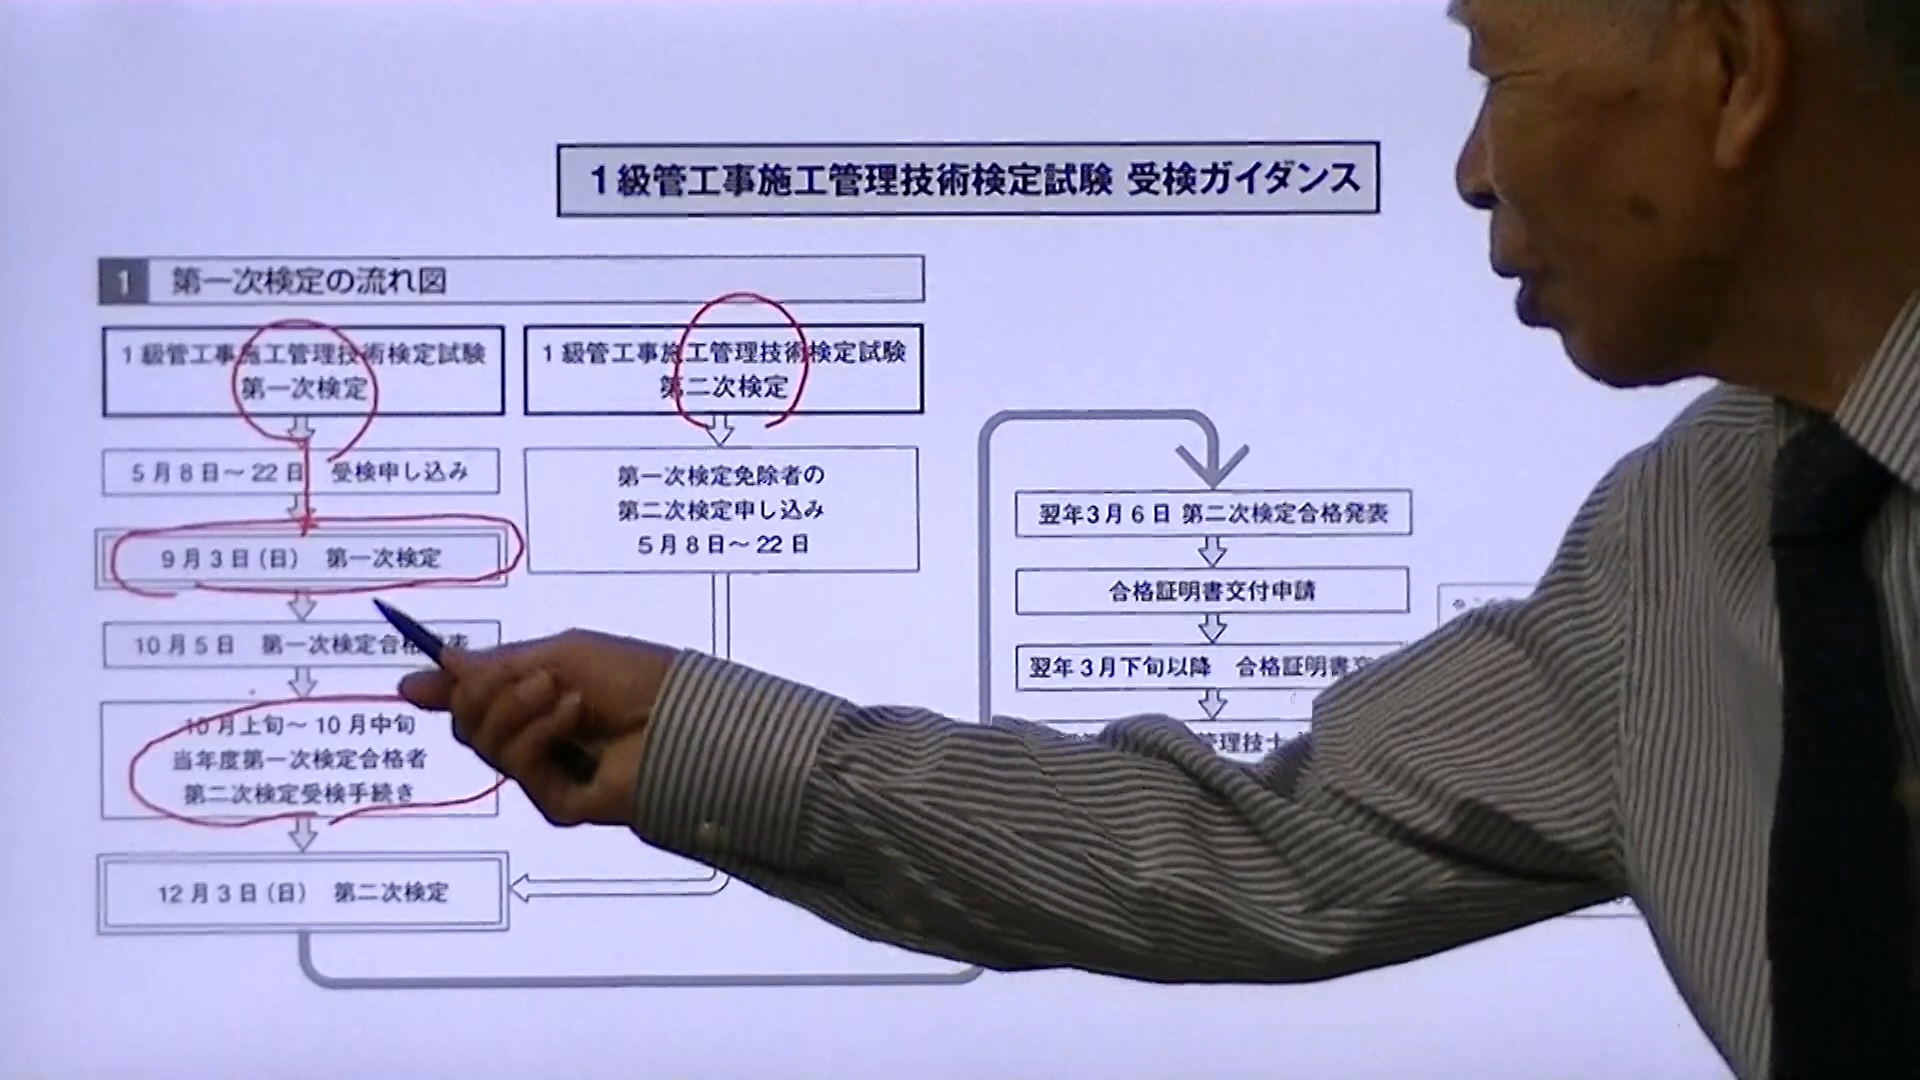 1級管工事施工管理技術検定試験 受検ガイダンス
1 第一次検定の流れ図
1級管工事施工管理技術検定試験
第一次検定
5月8日～22日 受検申し込み
9月3日(日) 第一次検定
10月5日 第一次検定合格発表
10月上旬～10月中旬
当年度第一次検定合格者
第二次検定受検手続き
12月3日(日) 第二次検定
1級管工事施工管理技術検定試験
第二次検定
第一次検定免除者の
第二次検定申し込み
5月8日～22日
翌年3月6日 第二次検定合格発表
合格証明書交付申請
翌年3月下旬以降 合格証明書交
管理技士